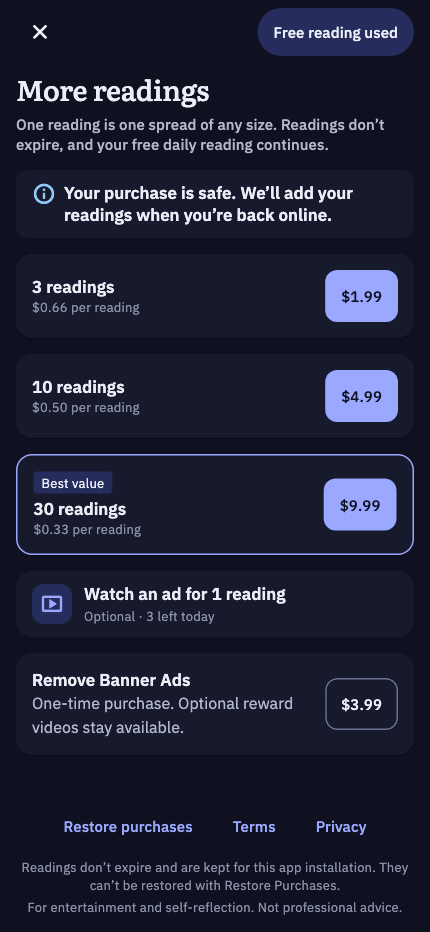 Free reading used
More readings
One reading is one spread of any size. Readings don’t
expire, and your free daily reading continues.
Your purchase is safe. We’ll add your
readings when you’re back online.
3 readings
$0.66 per reading
$1.99
10 readings
$0.50 per reading
$4.99
Best value
30 readings
$0.33 per reading
$9.99
Watch an ad for 1 reading
Optional · 3 left today
Remove Banner Ads
One-time purchase. Optional reward
videos stay available.
$3.99
Restore purchases Terms Privacy
Readings don’t expire and are kept for this app installation. They
can’t be restored with Restore Purchases.
For entertainment and self-reflection. Not professional advice.